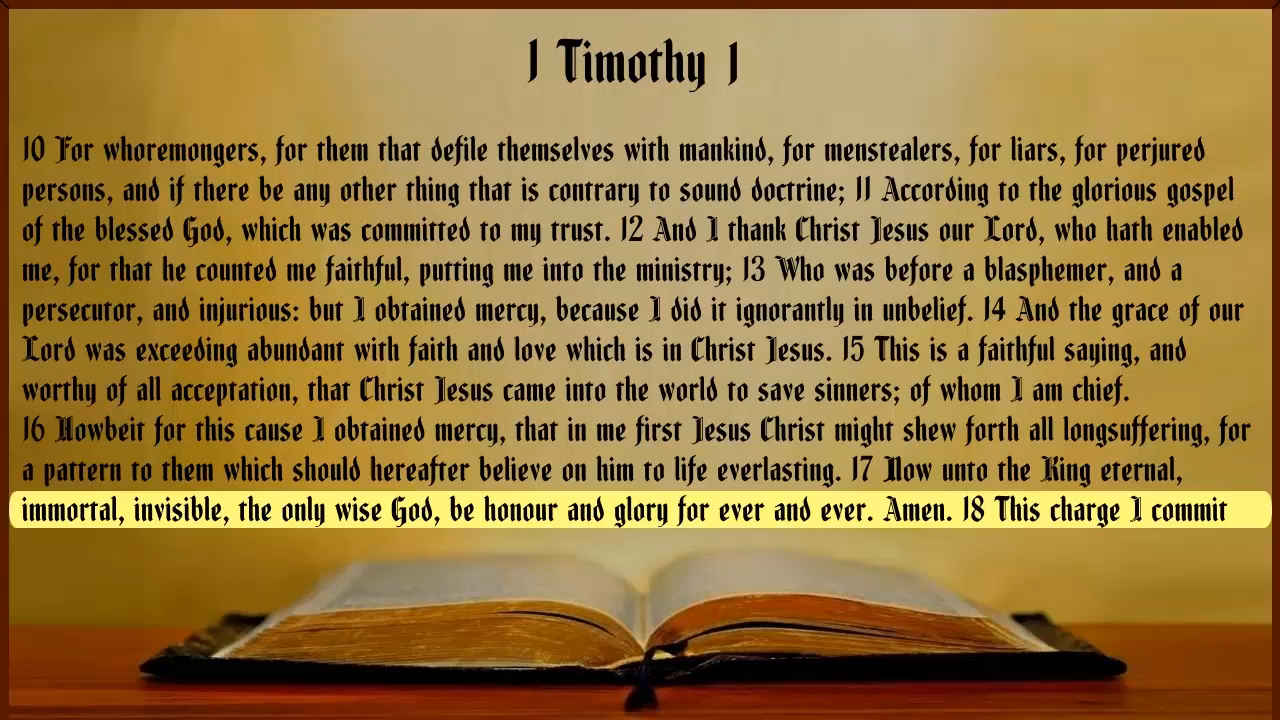 1 Timothy 1
10 For whoremongers, for them that defile themselves with mankind, for menstealers, for liars, for perjured
persons, and if there be any other thing that is contrary to sound doctrine; 11 According to the glorious gospel
of the blessed God, which was committed to my trust. 12 And I thank Christ Jesus our Lord, who hath enabled
me, for that he counted me faithful, putting me into the ministry; 13 Who was before a blasphemer, and a
persecutor, and injurious: but I obtained mercy, because I did it ignorantly in unbelief. 14 And the grace of our
Lord was exceeding abundant with faith and love which is in Christ Jesus. 15 This is a faithful saying, and
worthy of all acceptation, that Christ Jesus came into the world to save sinners; of whom I am chief.
16 Howbeit for this cause I obtained mercy, that in me first Jesus Christ might shew forth all longsuffering, for
a pattern to them which should hereafter believe on him to life everlasting. 17 Now unto the King eternal,
immortal, invisible, the only wise God, be honour and glory for ever and ever. Amen. 18 This charge I commit